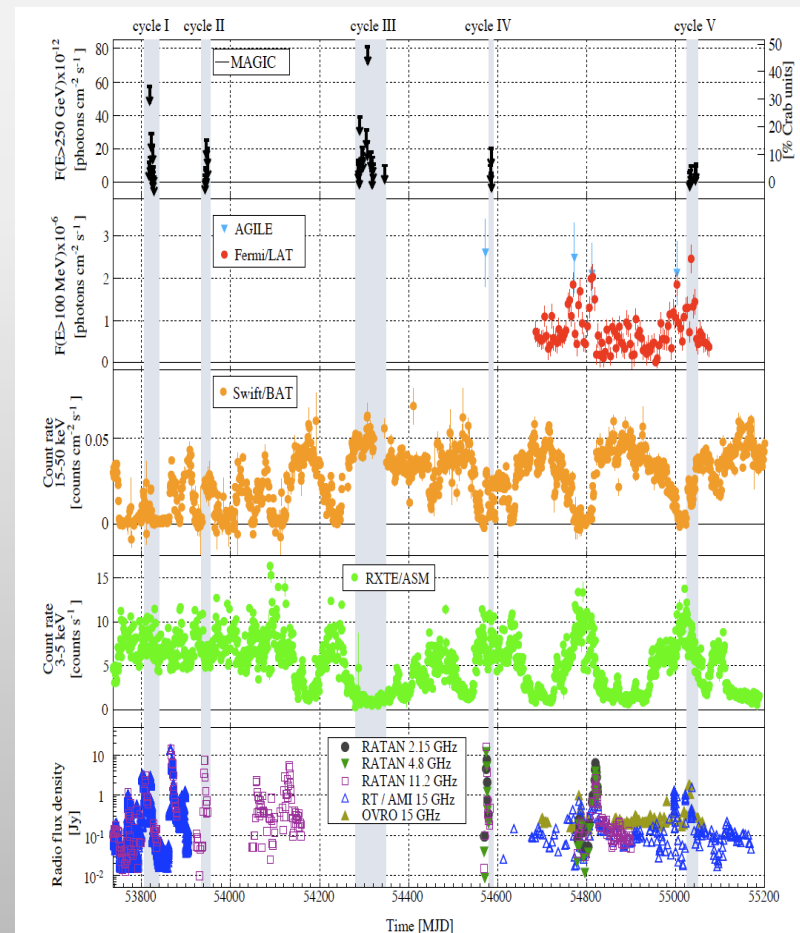 cycle I cycle II cycle III cycle IV cycle V
F(E>250 GeV)x10-12
[photons cm-2 s-1]
80
60
40
20
0
MAGIC
50
40
30
20
10
0
[% Crab units]
F(E>100 MeV)x10-6
[photons cm-2 s-1]
3
2
1
0
AGILE
Fermi/LAT
Count rate
15-50 keV
[counts cm-2 s-1]
0.05
0
Swift/BAT
Count rate
3-5 keV
[counts s-1]
15
10
5
0
RXTE/ASM
Radio flux density
[Jy]
10
1
10-1
10-2
RATAN 2.15 GHz
RATAN 4.8 GHz
RATAN 11.2 GHz
RT / AMI 15 GHz
OVRO 15 GHz
53800 54000 54200 54400 54600 54800 55000 55200
Time [MJD]